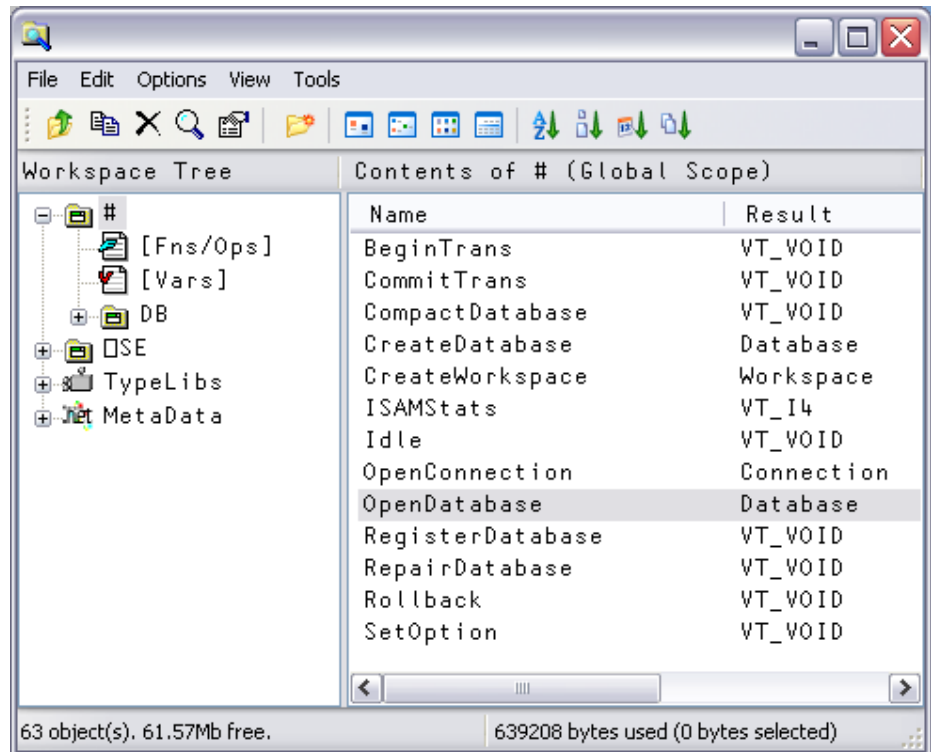 File Edit Options View Tools
Workspace Tree
Contents of # (Global Scope)
#
[Fns/Ops]
[Vars]
DB
⎕SE
TypeLibs
MetaData
Name Result
BeginTrans VT_VOID
CommitTrans VT_VOID
CompactDatabase VT_VOID
CreateDatabase Database
CreateWorkspace Workspace
ISAMStats VT_I4
Idle VT_VOID
OpenConnection Connection
OpenDatabase Database
RegisterDatabase VT_VOID
RepairDatabase VT_VOID
Rollback VT_VOID
SetOption VT_VOID
63 object(s). 61.57Mb free.
639208 bytes used (0 bytes selected)